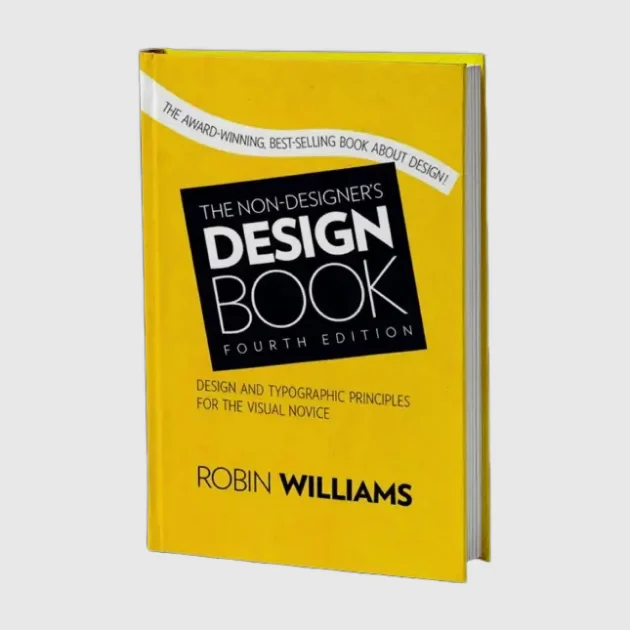 THE AWARD-WINNING, BEST-SELLING BOOK ABOUT DESIGN!
THE NON-DESIGNER'S
DESIGN
BOOK
FOURTH EDITION
DESIGN AND TYPOGRAPHIC PRINCIPLES
FOR THE VISUAL NOVICE
ROBIN WILLIAMS